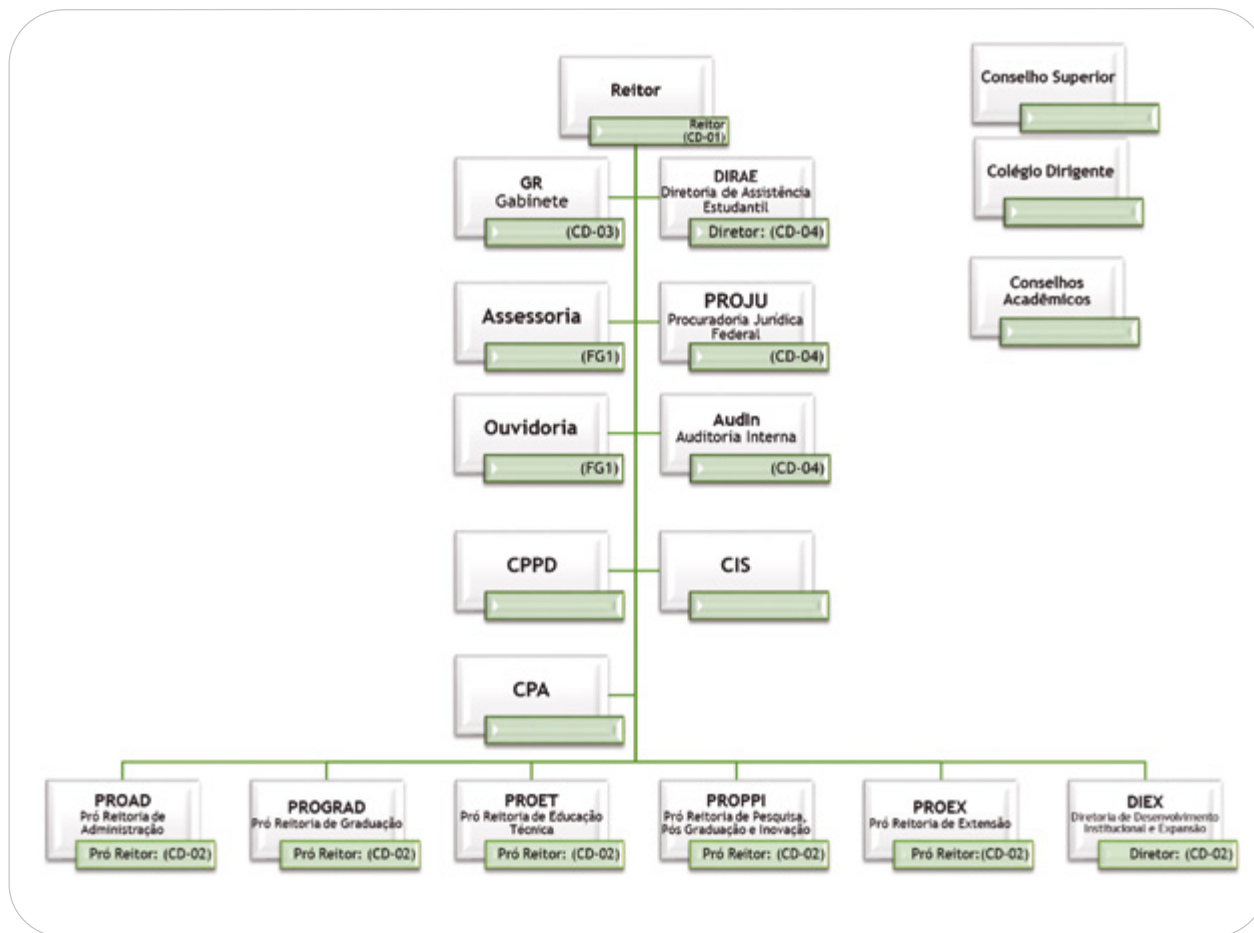 Reitor
Reitor
(CD-01)
Conselho Superior
Colégio Dirigente
Conselhos
Acadêmicos
GR
Gabinete
(CD-03)
DIRAE
Diretoria de Assistência
Estudantil
Diretor: (CD-04)
Assessoria
(FG1)
PROJU
Procuradoria Jurídica
Federal
(CD-04)
Ouvidoria
(FG1)
AudIn
Auditoria Interna
(CD-04)
CPPD
CIS
CPA
PROAD
Pró Reitoria de
Administração
Pró Reitor: (CD-02)
PROGRAD
Pró Reitoria de Graduação
Pró Reitor: (CD-02)
PROET
Pró Reitoria de Educação
Técnica
Pró Reitor: (CD-02)
PROPPI
Pró Reitoria de Pesquisa,
Pós Graduação e Inovação
Pró Reitor: (CD-02)
PROEX
Pró Reitoria de Extensão
Pró Reitor:(CD-02)
DIEX
Diretoria de Desenvolvimento
Institucional e Expansão
Diretor: (CD-02)